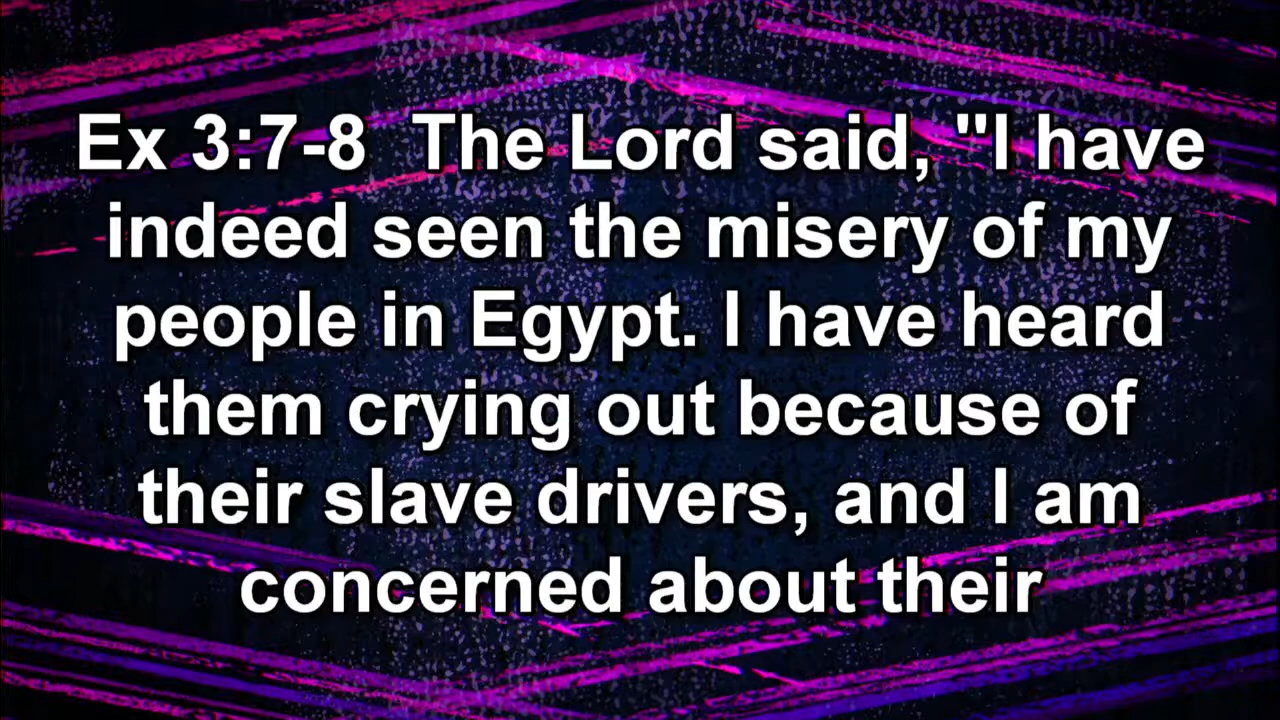 Ex 3:7-8  The Lord said, "I have
indeed seen the misery of my
people in Egypt. I have heard
them crying out because of
their slave drivers, and I am
concerned about their